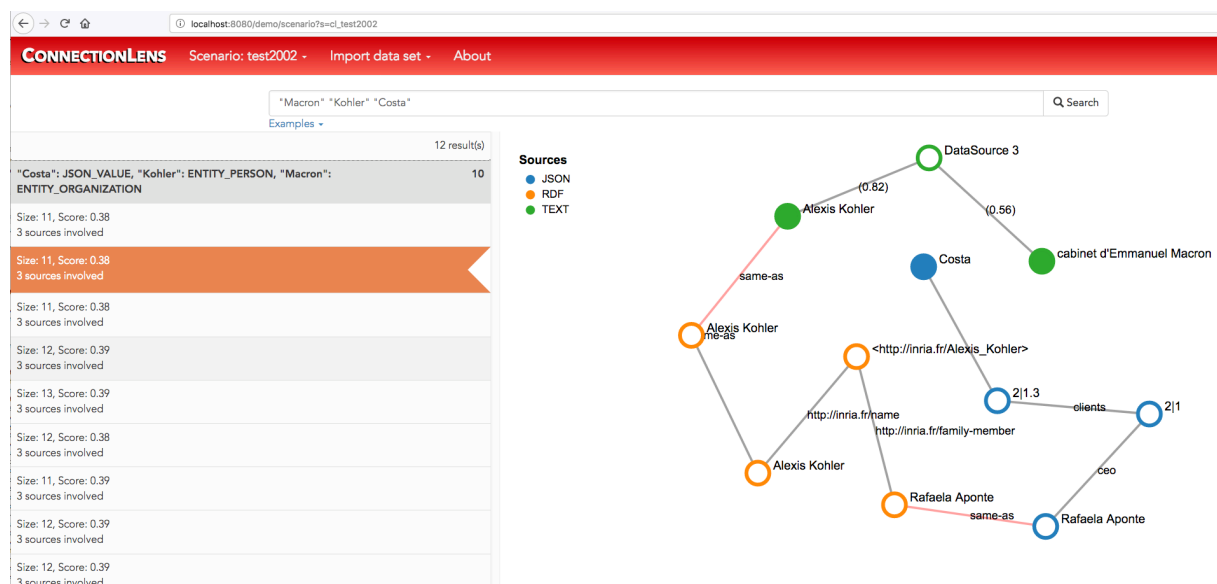 localhost:8080/demo/scenario?s=cl_test2002
CONNECTIONLENS Scenario: test2002 Import data set About
"Macron" "Kohler" "Costa" Search
Examples
12 result(s)
"Costa": JSON_VALUE, "Kohler": ENTITY_PERSON, "Macron": 10
ENTITY_ORGANIZATION
Size: 11, Score: 0.38
3 sources involved
Size: 11, Score: 0.38
3 sources involved
Size: 11, Score: 0.38
3 sources involved
Size: 12, Score: 0.39
3 sources involved
Size: 13, Score: 0.39
3 sources involved
Size: 12, Score: 0.38
3 sources involved
Size: 11, Score: 0.39
3 sources involved
Size: 12, Score: 0.39
3 sources involved
Size: 12, Score: 0.39
3 sources involved
Sources
JSON
RDF
TEXT
DataSource 3
(0.82)
Alexis Kohler
(0.56)
cabinet d'Emmanuel Macron
Costa
same-as
Alexis Kohler
me-as
<http://inria.fr/Alexis_Kohler>
2|1.3
clients
2|1
http://inria.fr/name
http://inria.fr/family-member
Alexis Kohler
ceo
Rafaela Aponte
same-as
Rafaela Aponte